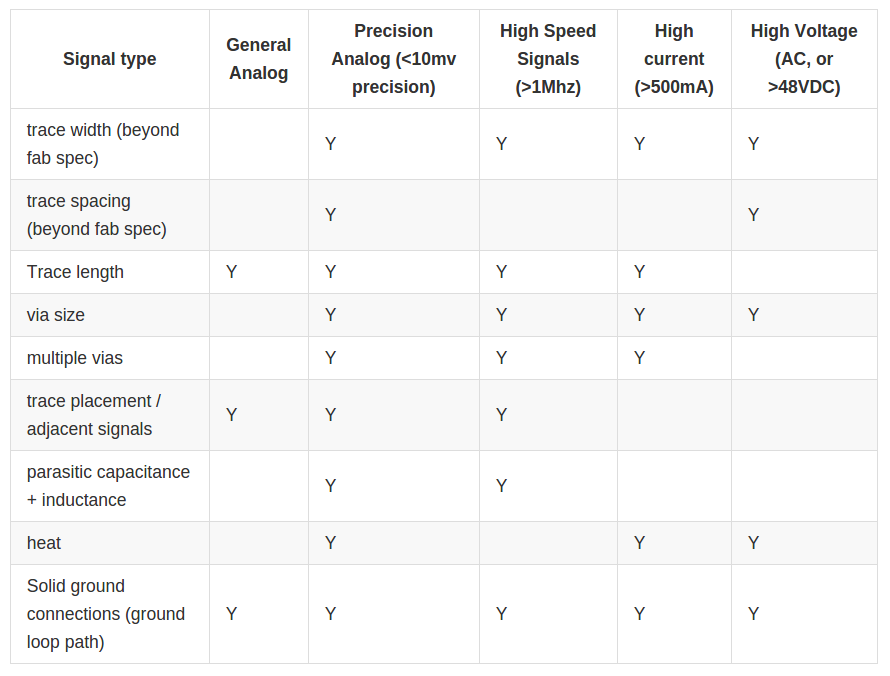 Signal type
General
Analog
Precision
Analog (<10mv
precision)
High Speed
Signals
(>1Mhz)
High
current
(>500mA)
High Voltage
(AC, or
>48VDC)
trace width (beyond
fab spec)
Y Y Y Y
trace spacing
(beyond fab spec)
Y Y
Trace length Y Y Y Y
via size Y Y Y Y
multiple vias Y Y Y
trace placement /
adjacent signals
Y Y Y
parasitic capacitance
+ inductance
Y Y
heat Y Y Y
Solid ground
connections (ground
loop path)
Y Y Y Y Y